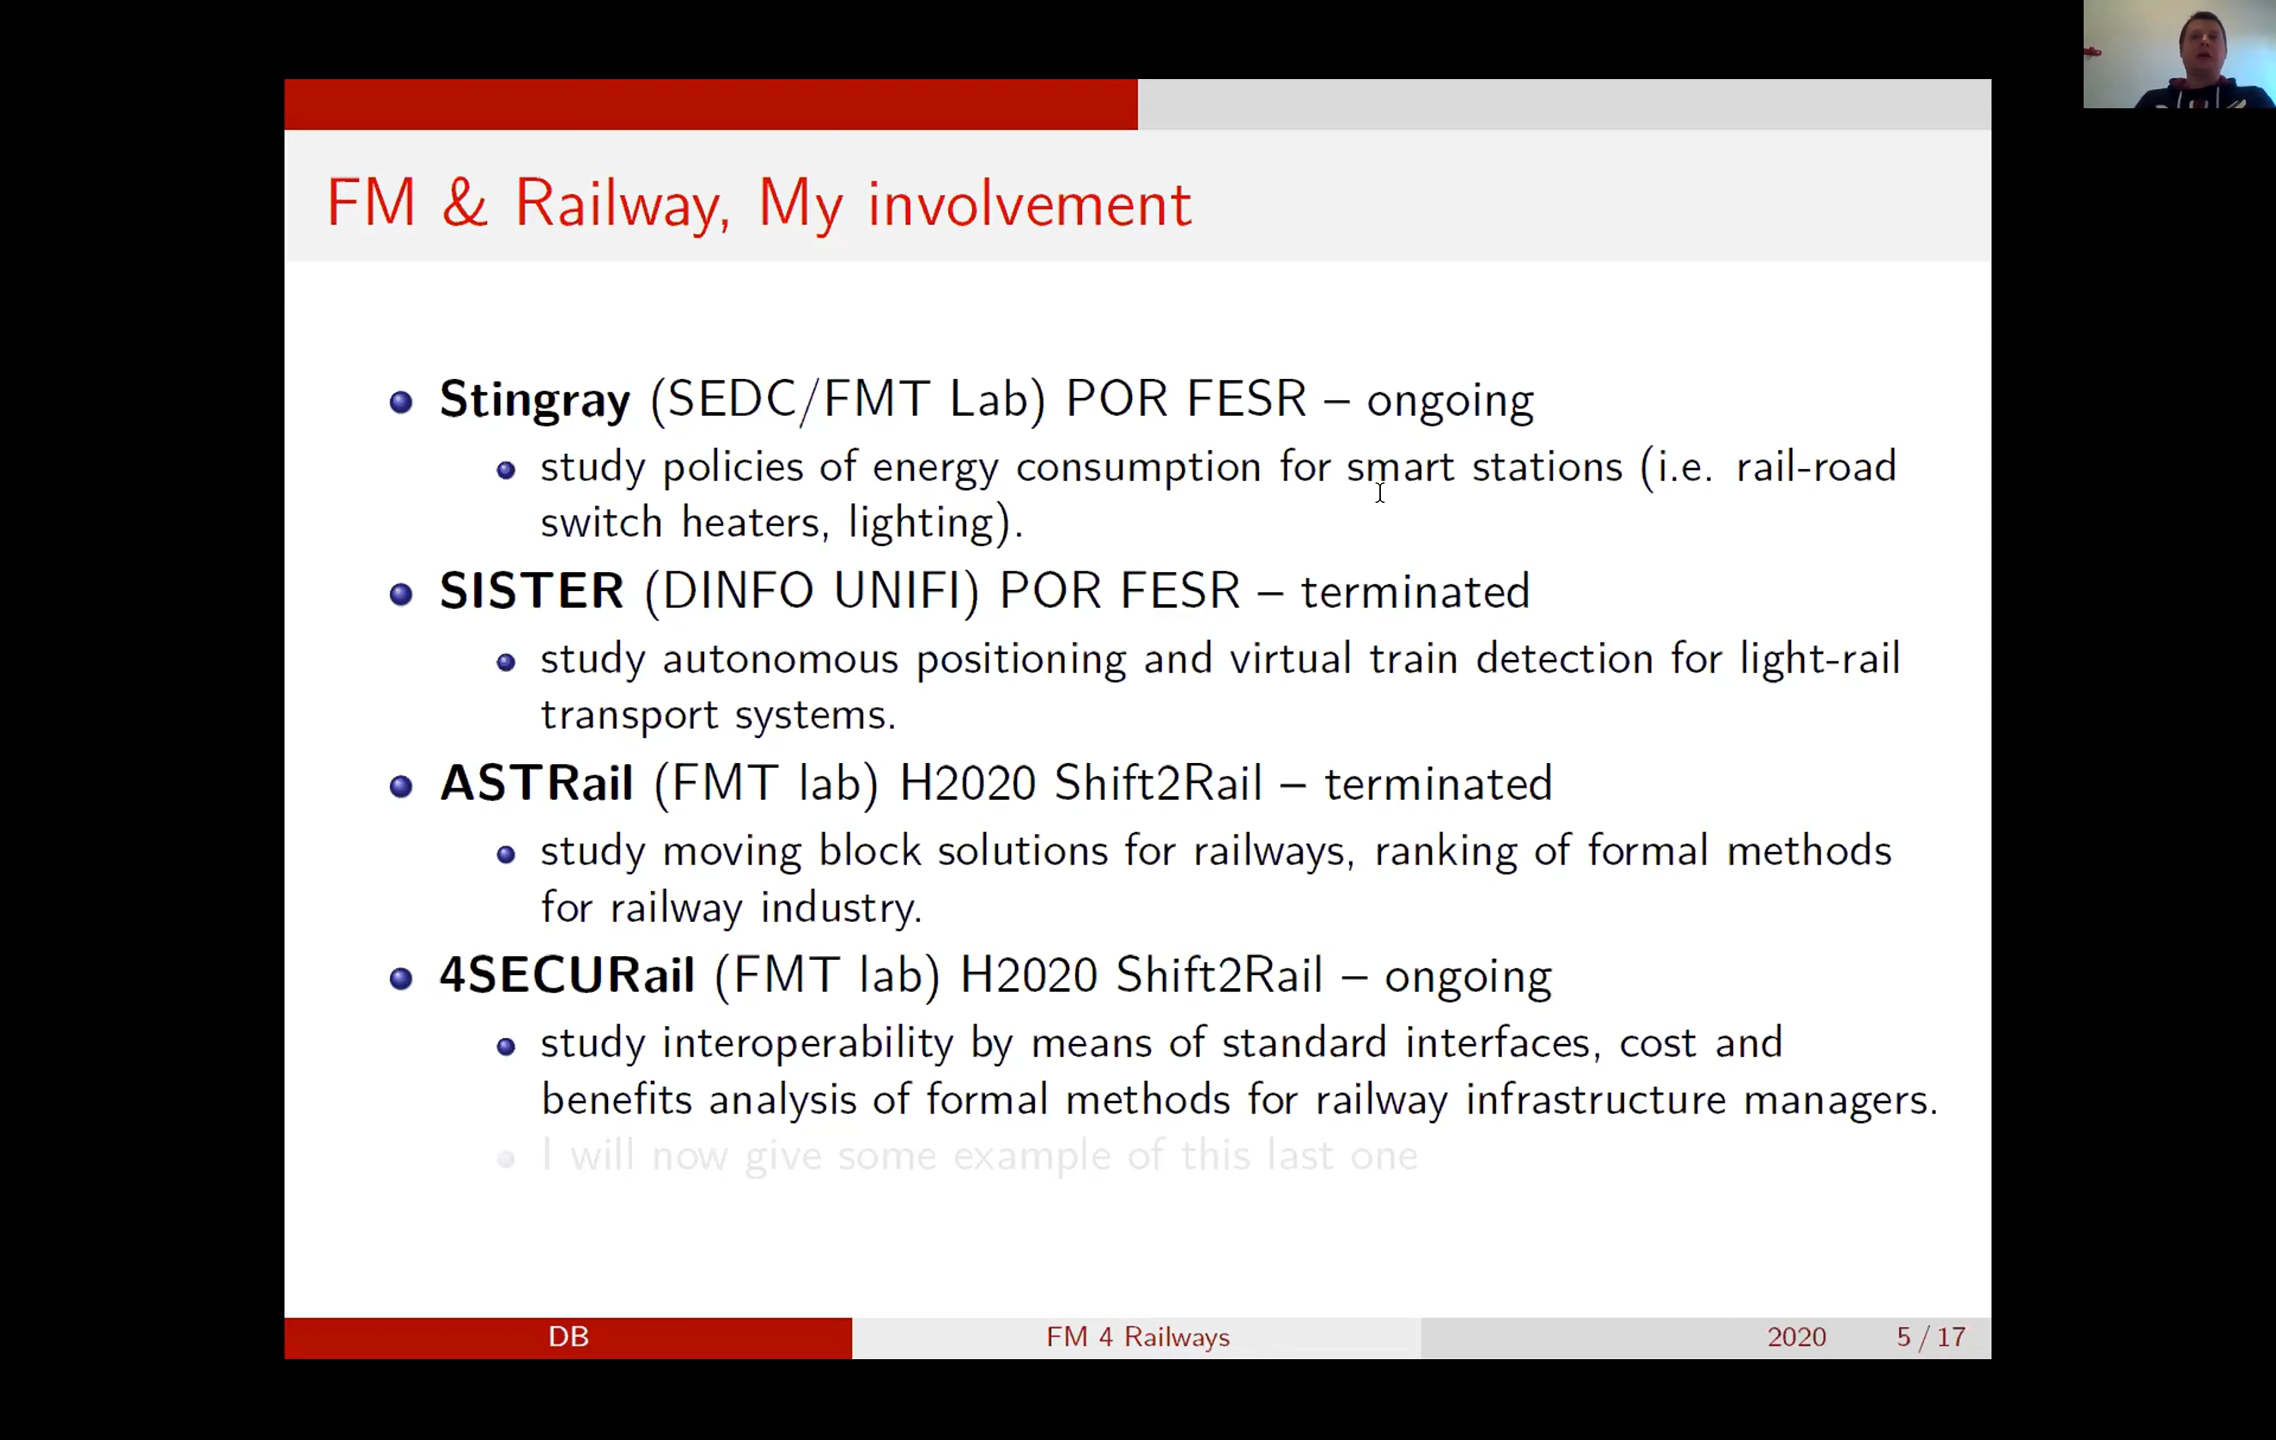 FM & Railway, My involvement
Stingray (SEDC/FMT Lab) POR FESR – ongoing
study policies of energy consumption for smart stations (i.e. rail-road
switch heaters, lighting).
SISTER (DINFO UNIFI) POR FESR – terminated
study autonomous positioning and virtual train detection for light-rail
transport systems.
ASTRail (FMT lab) H2020 Shift2Rail – terminated
study moving block solutions for railways, ranking of formal methods
for railway industry.
4SECURail (FMT lab) H2020 Shift2Rail – ongoing
study interoperability by means of standard interfaces, cost and
benefits analysis of formal methods for railway infrastructure managers.
I will now give some example of this last one
DB FM 4 Railways 2020 5 / 17